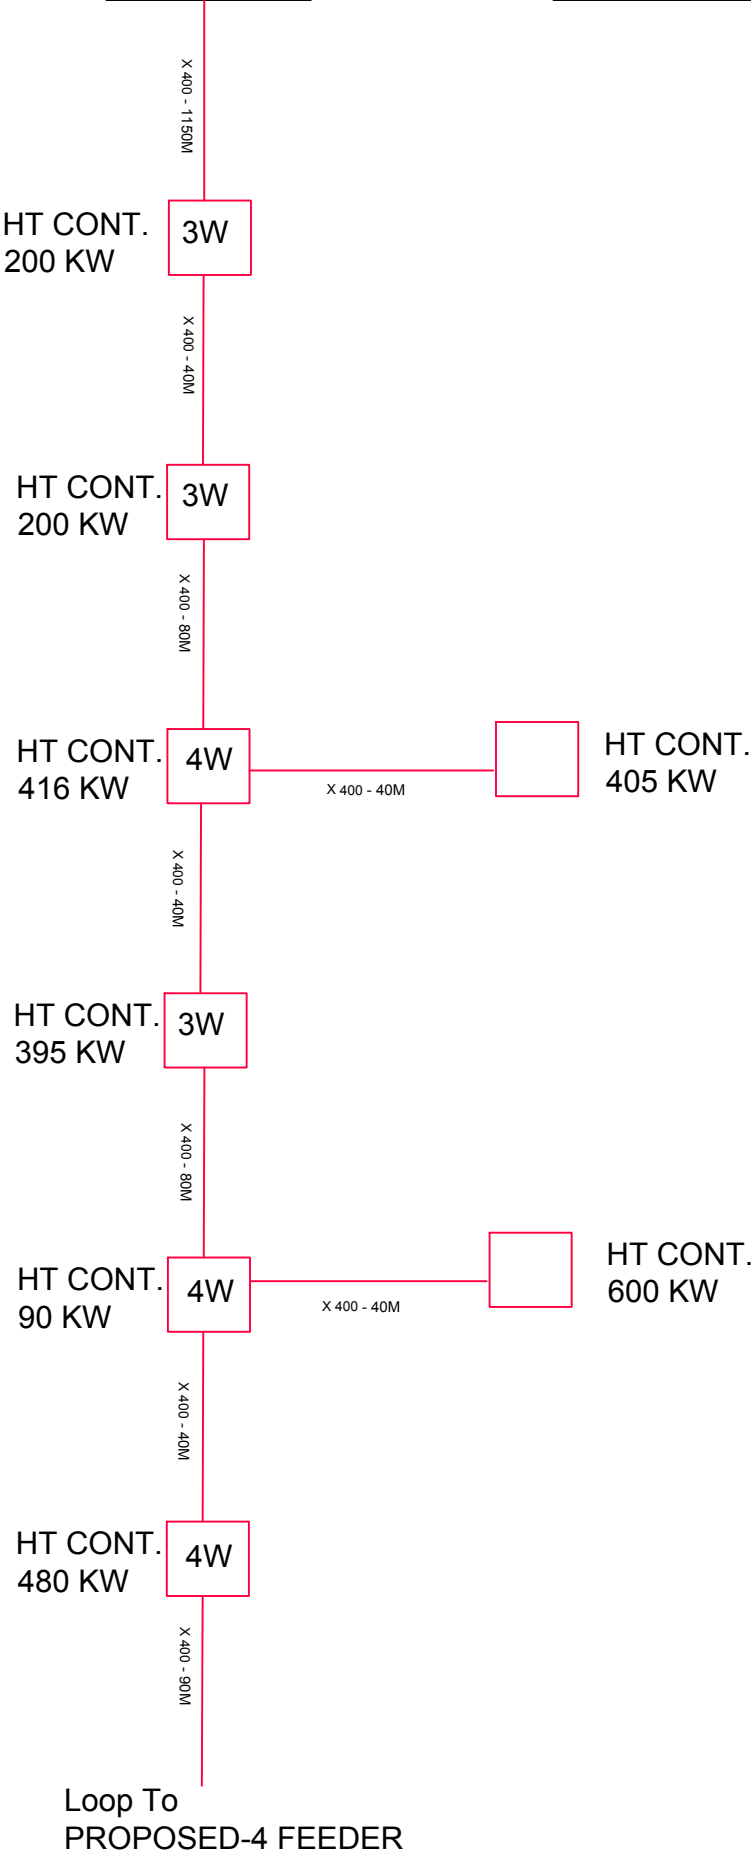 X 400 - 1150M
HT CONT.
200 KW
3W
X 400 - 40M
HT CONT.
200 KW
3W
X 400 - 80M
HT CONT.
416 KW
4W
X 400 - 40M
HT CONT.
405 KW
X 400 - 40M
HT CONT.
395 KW
3W
X 400 - 80M
HT CONT.
90 KW
4W
X 400 - 40M
HT CONT.
600 KW
X 400 - 40M
HT CONT.
480 KW
4W
X 400 - 90M
Loop To
PROPOSED-4 FEEDER